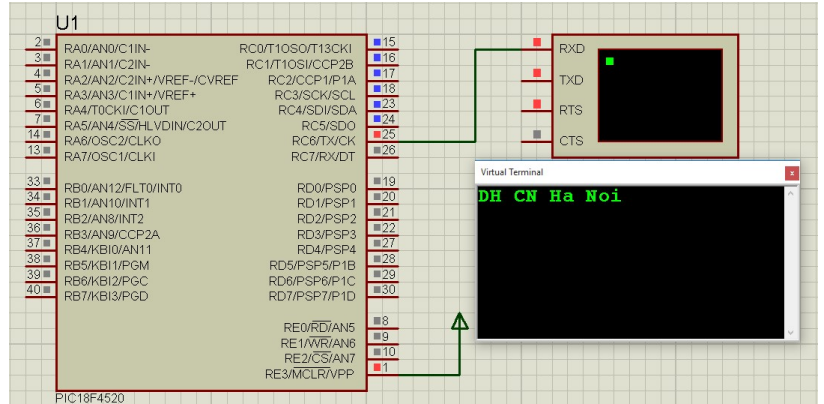 U1
2 RA0/AN0/C1IN- RC0/T1OSO/T13CKI 15
3 RA1/AN1/C2IN- RC1/T1OSI/CCP2B 16
4 RA2/AN2/C2IN+/VREF-/CVREF RC2/CCP1/P1A 17
5 RA3/AN3/C1IN+/VREF+ RC3/SCK/SCL 18
6 RA4/T0CKI/C1OUT RC4/SDI/SDA 23
7 RA5/AN4/SS/HLVDIN/C2OUT RC5/SDO 24
14 RA6/OSC2/CLKO RC6/TX/CK 25
13 RA7/OSC1/CLKI RC7/RX/DT 26
33 RB0/AN12/FLT0/INT0 RD0/PSP0 19
34 RB1/AN10/INT1 RD1/PSP1 20
35 RB2/AN8/INT2 RD2/PSP2 21
36 RB3/AN9/CCP2A RD3/PSP3 22
37 RB4/KBI0/AN11 RD4/PSP4 27
38 RB5/KBI1/PGM RD5/PSP5/P1B 28
39 RB6/KBI2/PGC RD6/PSP6/P1C 29
40 RB7/KBI3/PGD RD7/PSP7/P1D 30
RE0/RD/AN5 8
RE1/WR/AN6 9
RE2/CS/AN7 10
RE3/MCLR/VPP 1
PIC18F4520
RXD
TXD
RTS
CTS
Virtual Terminal x
DH CN Ha Noi